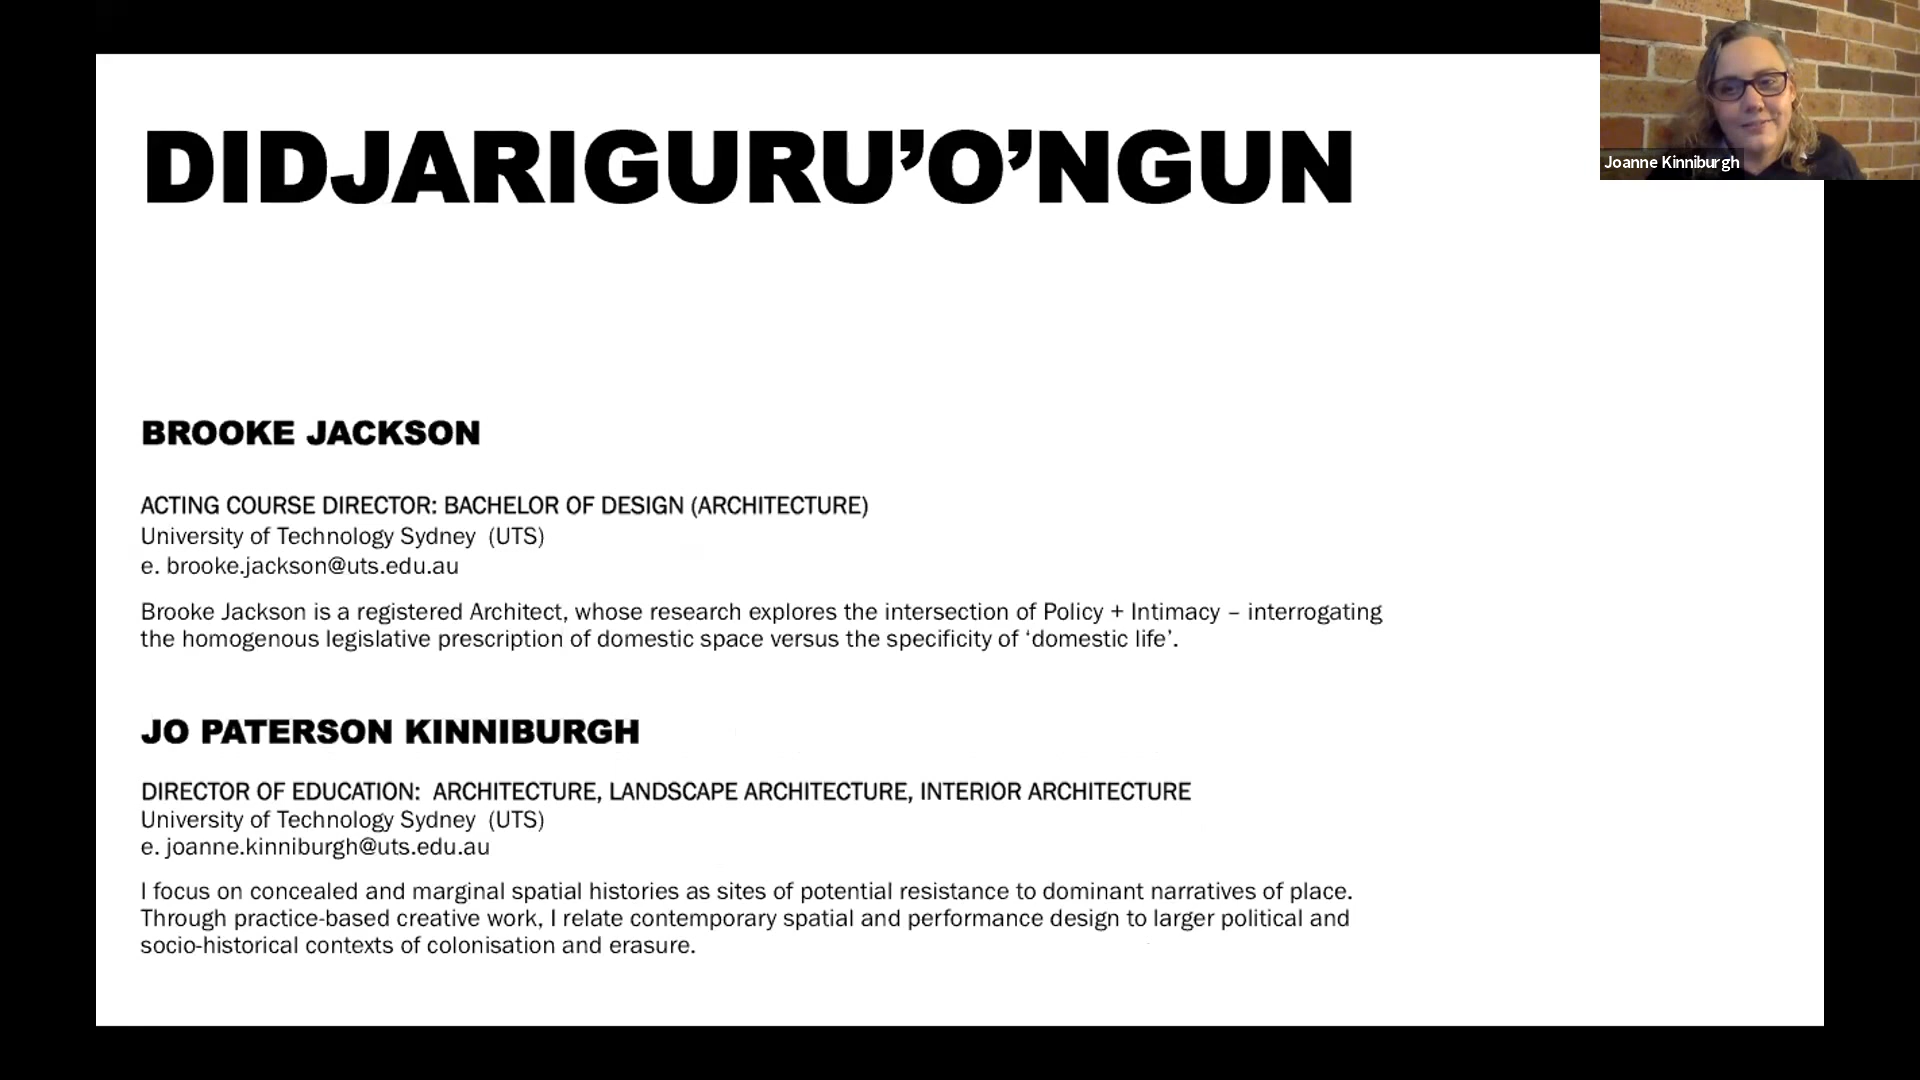 DIDJARIGURU’O’NGUN
Joanne Kinniburgh
BROOKE JACKSON
ACTING COURSE DIRECTOR: BACHELOR OF DESIGN (ARCHITECTURE)
University of Technology Sydney  (UTS)
e. brooke.jackson@uts.edu.au
Brooke Jackson is a registered Architect, whose research explores the intersection of Policy + Intimacy – interrogating
the homogenous legislative prescription of domestic space versus the specificity of ‘domestic life’.
JO PATERSON KINNIBURGH
DIRECTOR OF EDUCATION:  ARCHITECTURE, LANDSCAPE ARCHITECTURE, INTERIOR ARCHITECTURE
University of Technology Sydney  (UTS)
e. joanne.kinniburgh@uts.edu.au
I focus on concealed and marginal spatial histories as sites of potential resistance to dominant narratives of place.
Through practice-based creative work, I relate contemporary spatial and performance design to larger political and
socio-historical contexts of colonisation and erasure.